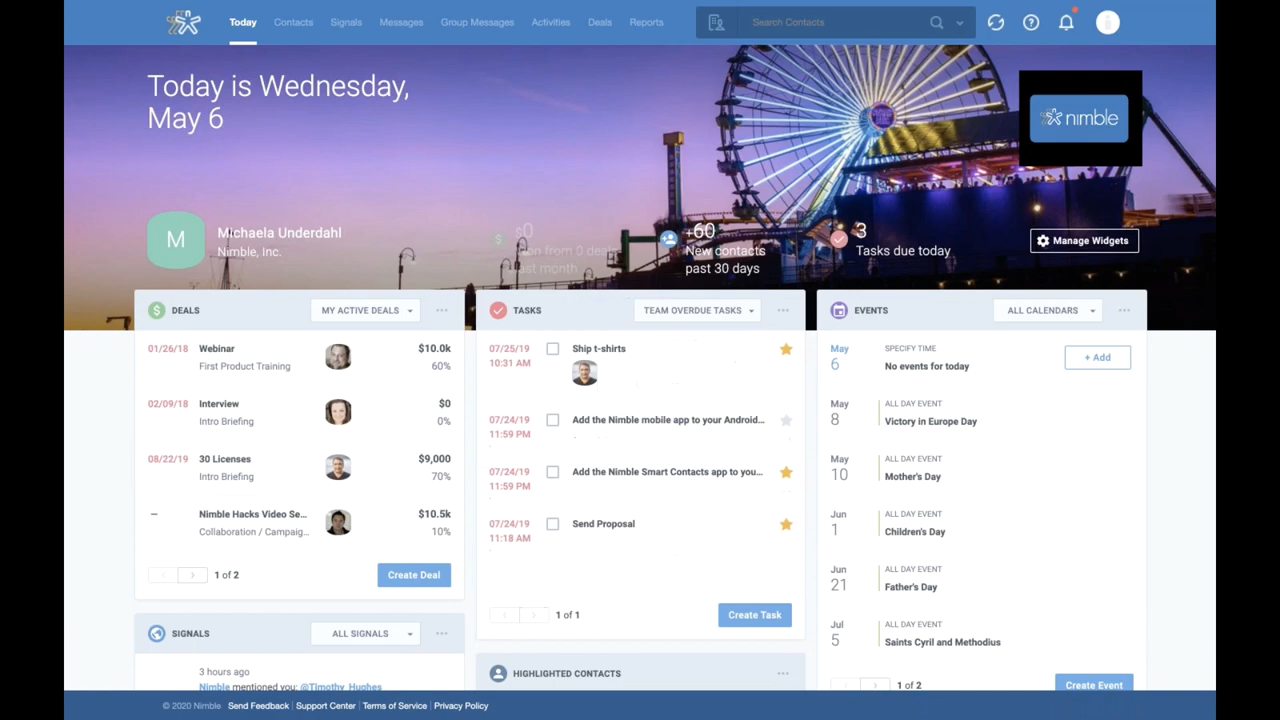 Today Contacts Signals Messages Group Messages Activities Deals Reports Search Contacts
Today is Wednesday,
May 6
nimble
M
Michaela Underdahl
Nimble, Inc.
$0
from 0
last month
+60
New contacts
past 30 days
3
Tasks due today
Manage Widgets
DEALS MY ACTIVE DEALS
01/26/18 Webinar $10.0k
First Product Training 60%
02/09/18 Interview $0
Intro Briefing 0%
08/22/19 30 Licenses $9,000
Intro Briefing 70%
– Nimble Hacks Video Se... $10.5k
Collaboration / Campaig... 10%
1 of 2 Create Deal
SIGNALS ALL SIGNALS
3 hours ago
Nimble mentioned you: @Timothy_Hughes
TASKS TEAM OVERDUE TASKS
07/25/19 Ship t-shirts
10:31 AM
07/24/19 Add the Nimble mobile app to your Android...
11:59 PM
07/24/19 Add the Nimble Smart Contacts app to you...
11:59 PM
07/24/19 Send Proposal
11:18 AM
1 of 1 Create Task
HIGHLIGHTED CONTACTS
EVENTS ALL CALENDARS
May SPECIFY TIME
6 No events for today
+ Add
May ALL DAY EVENT
8 Victory in Europe Day
May ALL DAY EVENT
10 Mother's Day
Jun ALL DAY EVENT
1 Children's Day
Jun ALL DAY EVENT
21 Father's Day
Jul ALL DAY EVENT
5 Saints Cyril and Methodius
1 of 2 Create Event
© 2020 Nimble Send Feedback | Support Center | Terms of Service | Privacy Policy